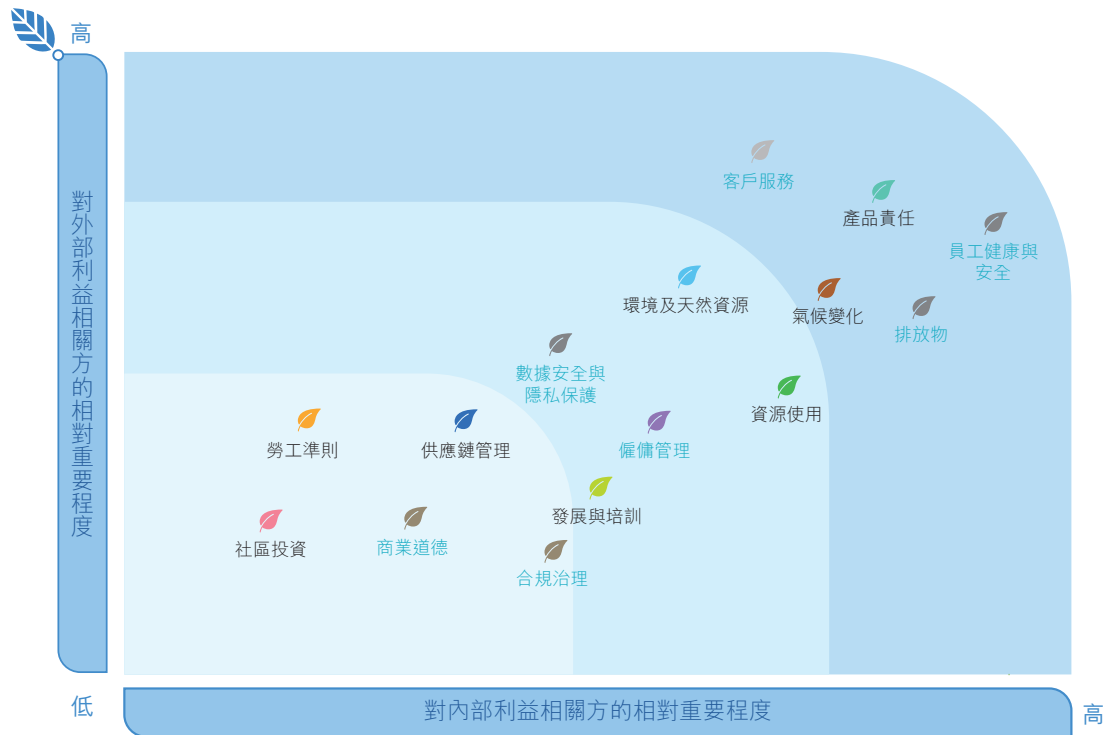 高
對外部利益相關方的相對重要程度
客戶服務
產品責任
員工健康與
安全
環境及天然資源
氣候變化
排放物
數據安全與
隱私保護
資源使用
勞工準則
供應鏈管理
僱傭管理
發展與培訓
社區投資
商業道德
合規治理
低
對內部利益相關方的相對重要程度
高